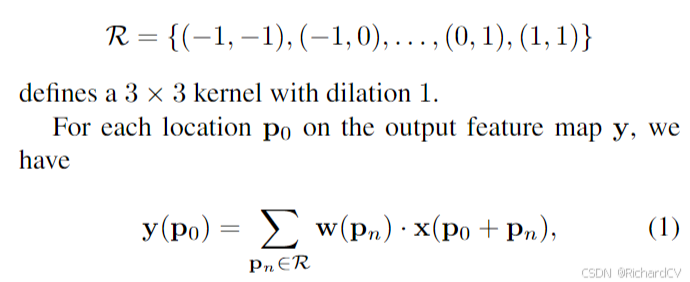 R = {(−1, −1), (−1, 0), . . . , (0, 1), (1, 1)}
defines a 3 × 3 kernel with dilation 1.
For each location p₀ on the output feature map y, we
have
y(p₀) = ∑ w(pₙ) · x(p₀ + pₙ), (1)
pₙ∈R
CSDN @RichardCV